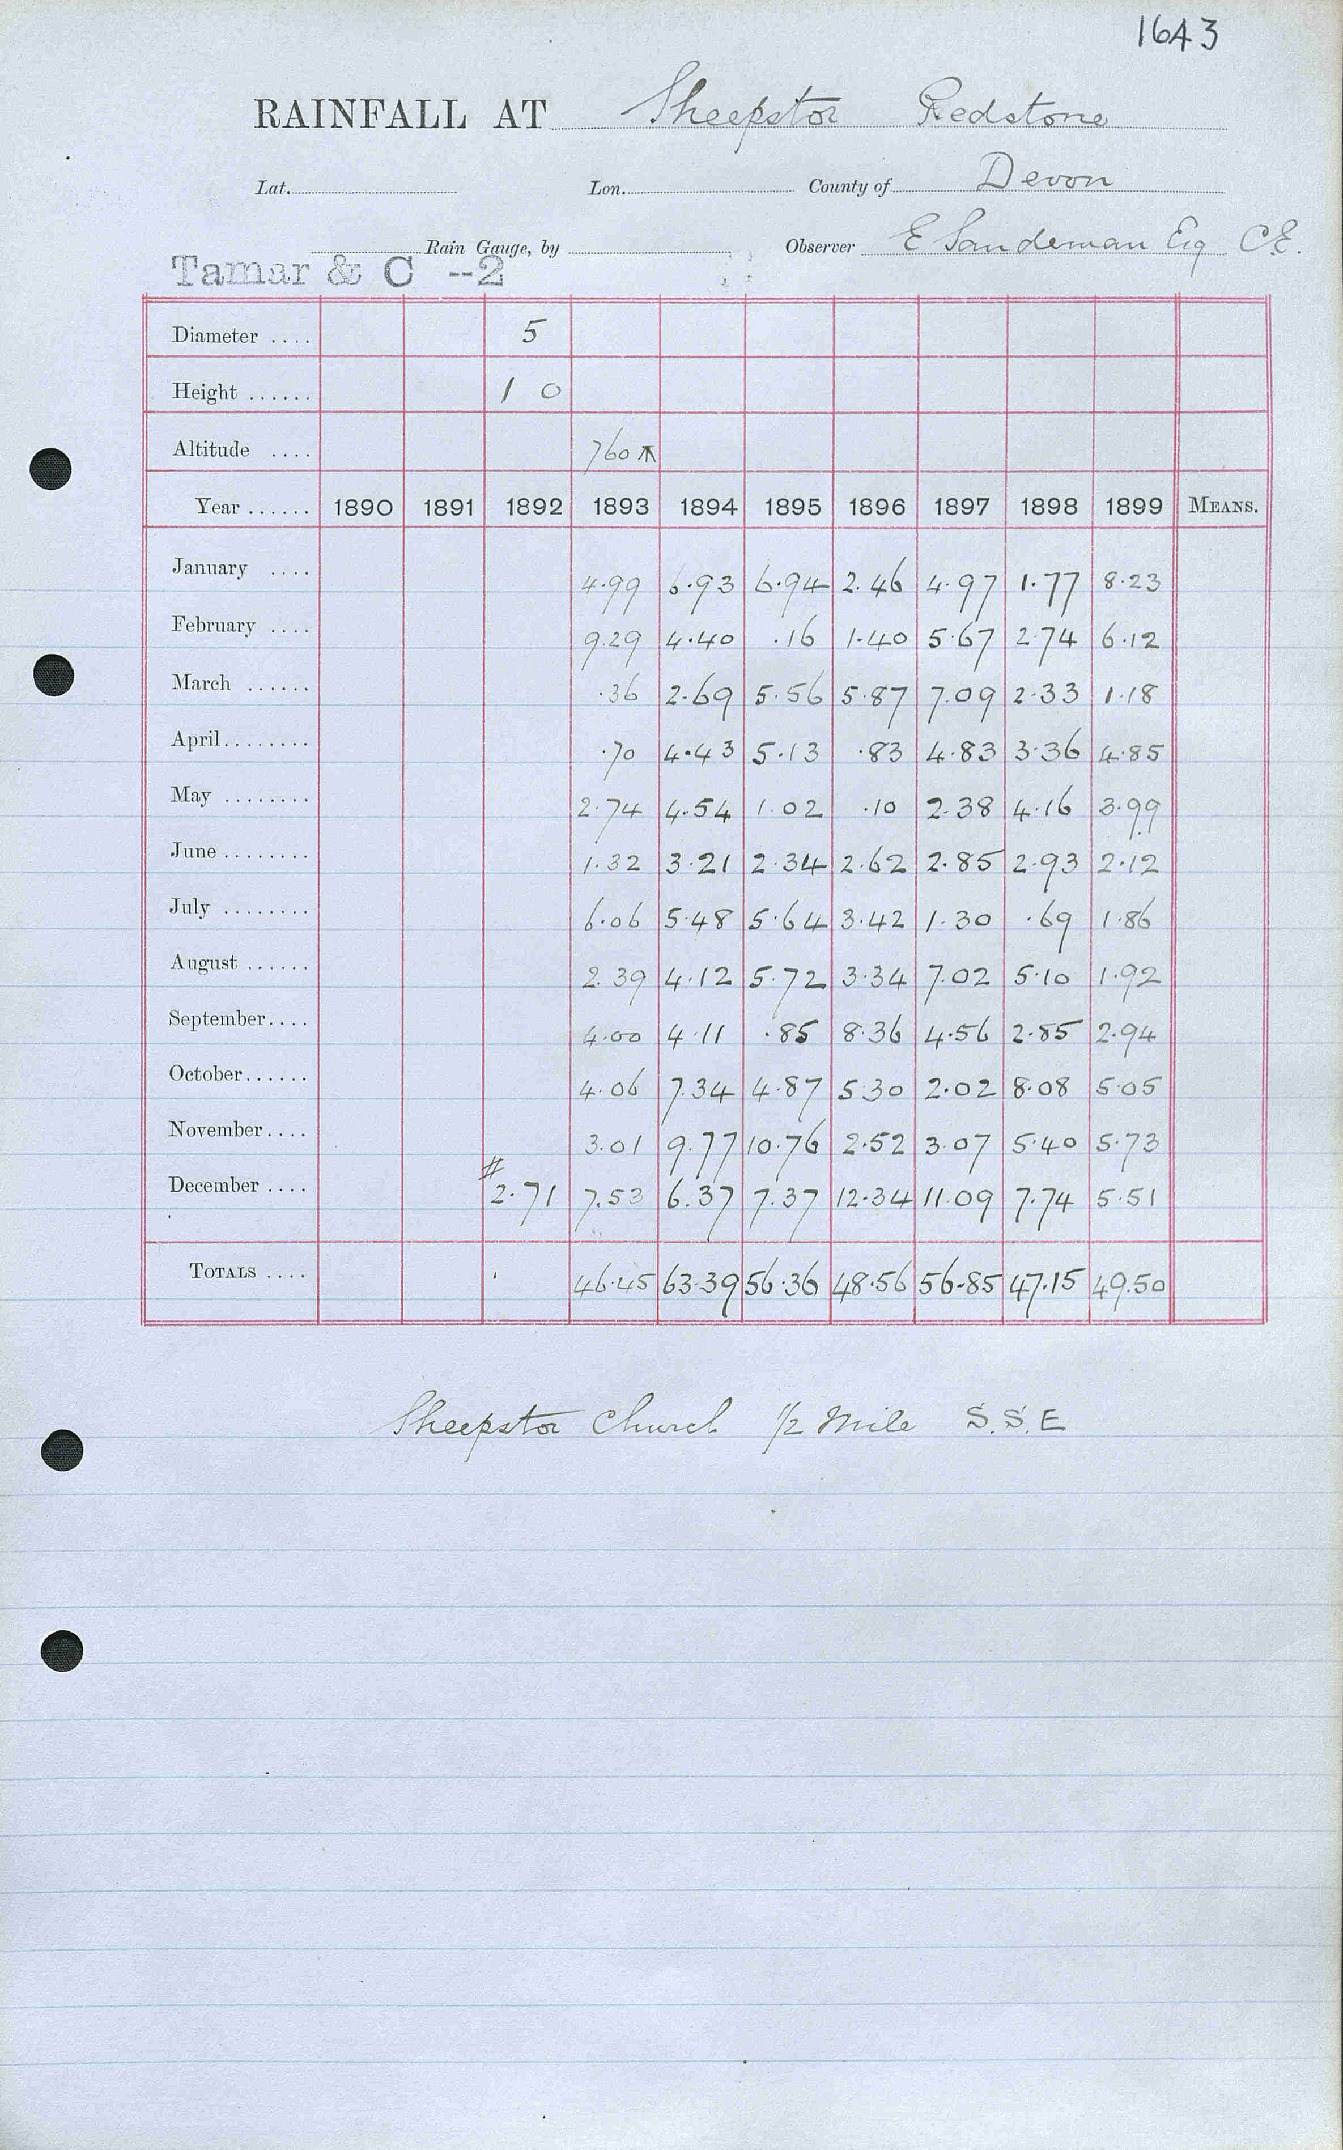 1643
RAINFALL AT Sheepstor Redstone
Lat. Lon. County of Devon
Rain Gauge, by Observer E Sandeman Esq C.E.
Tamar & C --2
Diameter .... 5
Height ...... 1 0
Altitude .... 760
Year ...... 1890 1891 1892 1893 1894 1895 1896 1897 1898 1899 MEANS.
January .... 4.99 6.93 6.94 2.46 4.97 1.77 8.23
February .... 9.29 4.40 .16 1.40 5.67 2.74 6.12
March ...... .36 2.69 5.56 5.87 7.09 2.33 1.18
April ........ .70 4.43 5.13 .83 4.83 3.36 4.85
May ........ 2.74 4.54 1.02 .10 2.38 4.16 3.99
June ........ 1.32 3.21 2.34 2.62 2.85 2.93 2.12
July ........ 6.06 5.48 5.64 3.42 1.30 .69 1.86
August ...... 2.39 4.12 5.72 3.34 7.02 5.10 1.92
September.... 4.00 4.11 .85 8.36 4.56 2.85 2.94
October...... 4.06 7.34 4.87 5.30 2.02 8.08 5.05
November.... 3.01 9.77 10.76 2.52 3.07 5.40 5.73
December .... # 2.71 7.53 6.37 7.37 12.34 11.09 7.74 5.51
TOTALS .... 46.45 63.39 56.36 48.56 56.85 47.15 49.50
Sheepstor Church 1/2 Mile S.S.E